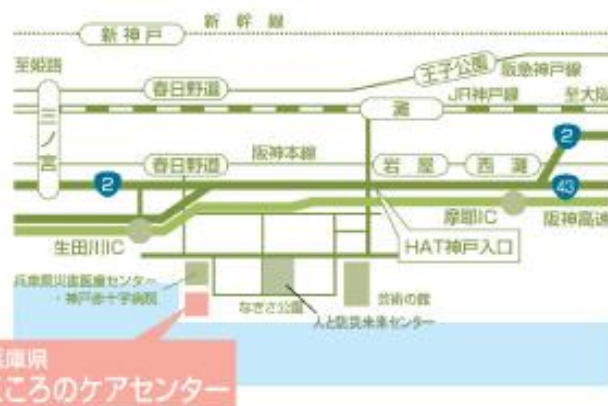 新幹線
新神戸
至姫路
王子公園
阪急神戸線
春日野道
JR神戸線
至大阪
三ノ宮
灘
2
阪神本線
春日野道
岩屋
西灘
2
43
摩耶IC
阪神高速
生田川IC
HAT神戸入口
兵庫県災害医療センター
・神戸赤十字病院
なぎさ公園
芸術の館
人と防災未来センター
兵庫県
こころのケアセンター